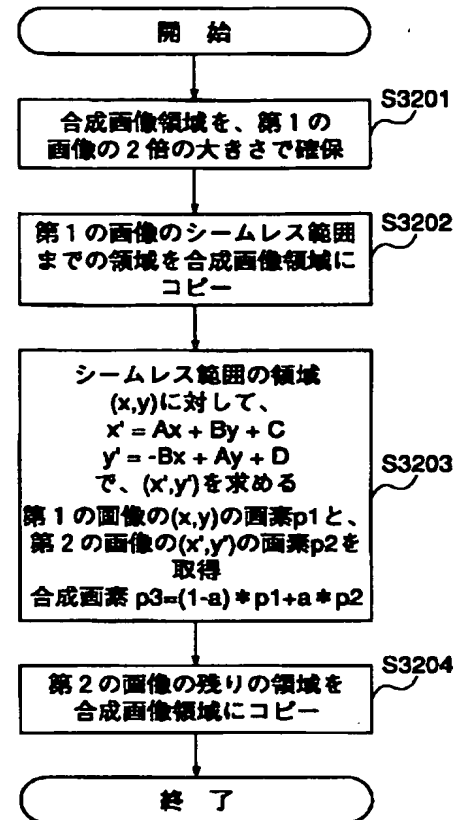 開 始
S3201
合成画像領域を、第1の
画像の2倍の大きさで確保
S3202
第1の画像のシームレス範囲
までの領域を合成画像領域に
コピー
S3203
シームレス範囲の領域
(x,y)に対して、
x' = Ax + By + C
y' = -Bx + Ay + D
で、(x',y')を求める
第1の画像の(x,y)の画素p1と、
第2の画像の(x',y')の画素p2を
取得
合成画素 p3=(1-a)*p1+a*p2
S3204
第2の画像の残りの領域を
合成画像領域にコピー
終 了